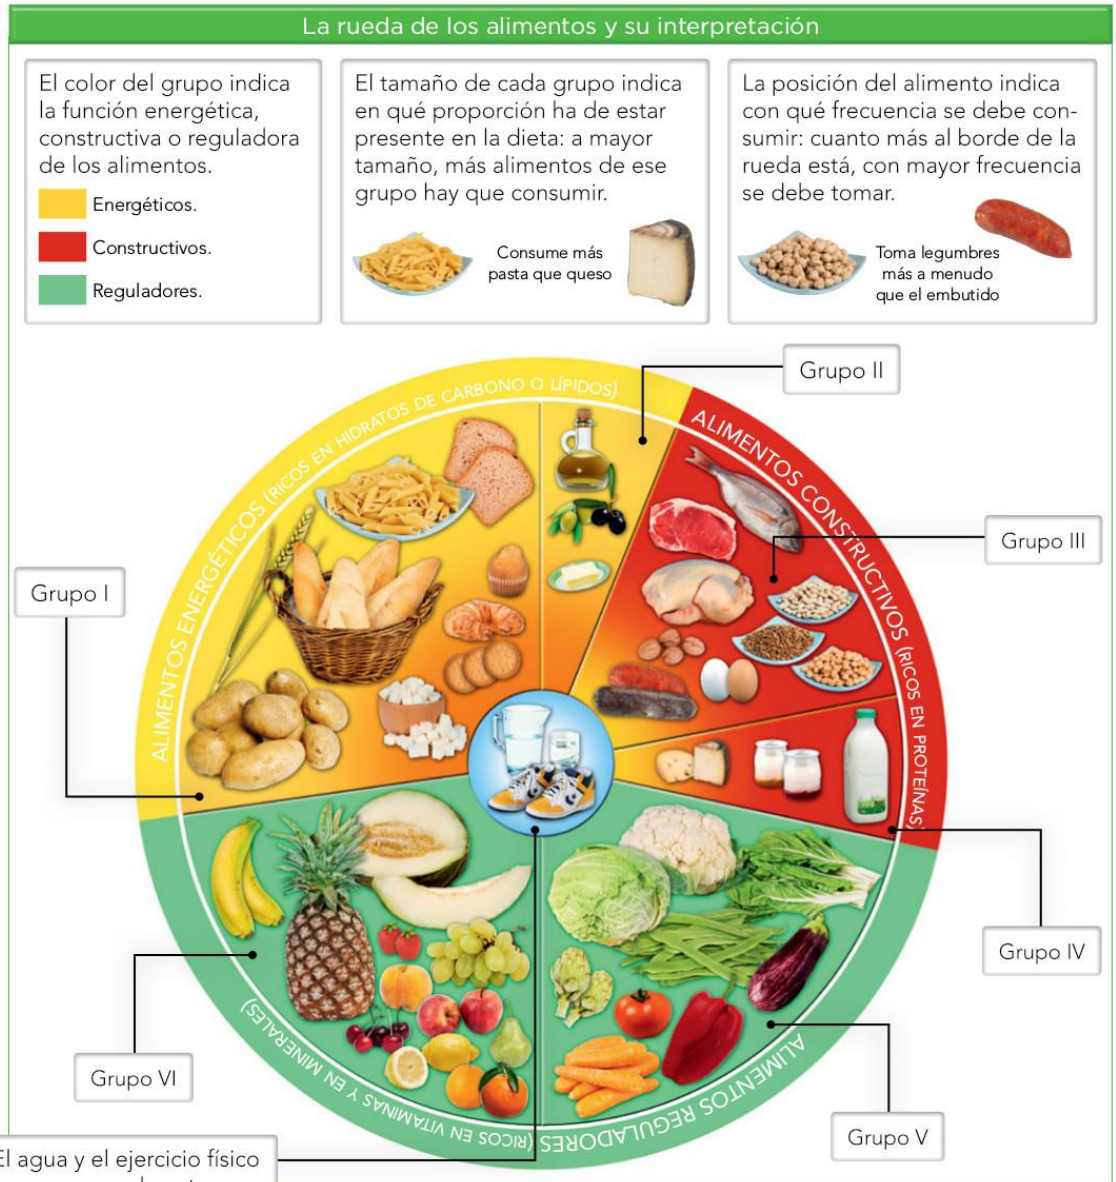 La rueda de los alimentos y su interpretación
El color del grupo indica
la función energética,
constructiva o reguladora
de los alimentos.
Energéticos.
Constructivos.
Reguladores.
El tamaño de cada grupo indica
en qué proporción ha de estar
presente en la dieta: a mayor
tamaño, más alimentos de ese
grupo hay que consumir.
Consume más
pasta que queso
La posición del alimento indica
con qué frecuencia se debe con-
sumir: cuanto más al borde de la
rueda está, con mayor frecuencia
se debe tomar.
Toma legumbres
más a menudo
que el embutido
Grupo II
ALIMENTOS ENERGÉTICOS (RICOS EN HIDRATOS DE CARBONO O LÍPIDOS)
ALIMENTOS CONSTRUCTIVOS (RICOS EN PROTEÍNAS)
Grupo III
Grupo I
Grupo IV
ALIMENTOS REGULADORES (RICOS EN VITAMINAS Y EN MINERALES)
Grupo VI
Grupo V
El agua y el ejercicio físico